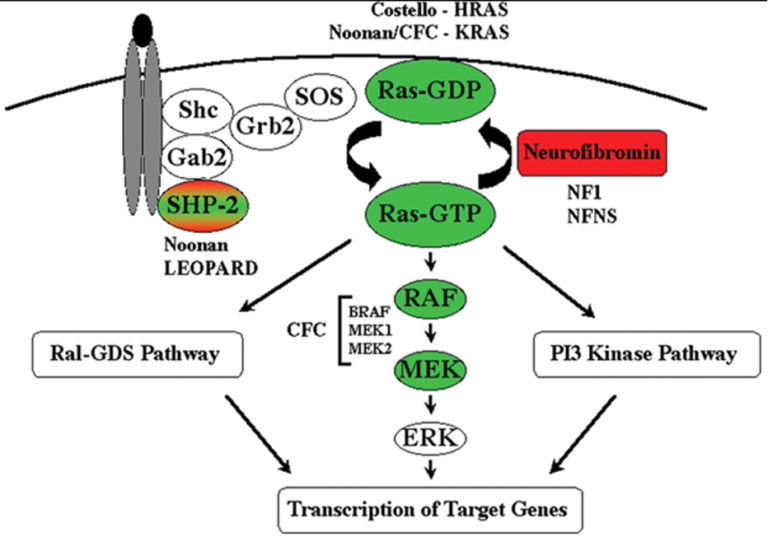 Costello - HRAS
Noonan/CFC - KRAS
SOS
Ras-GDP
Shc
Grb2
Gab2
Neurofibromin
SHP-2
Ras-GTP
NF1
NFNS
Noonan
LEOPARD
RAF
CFC
BRAF
MEK1
MEK2
Ral-GDS Pathway
MEK
PI3 Kinase Pathway
ERK
Transcription of Target Genes